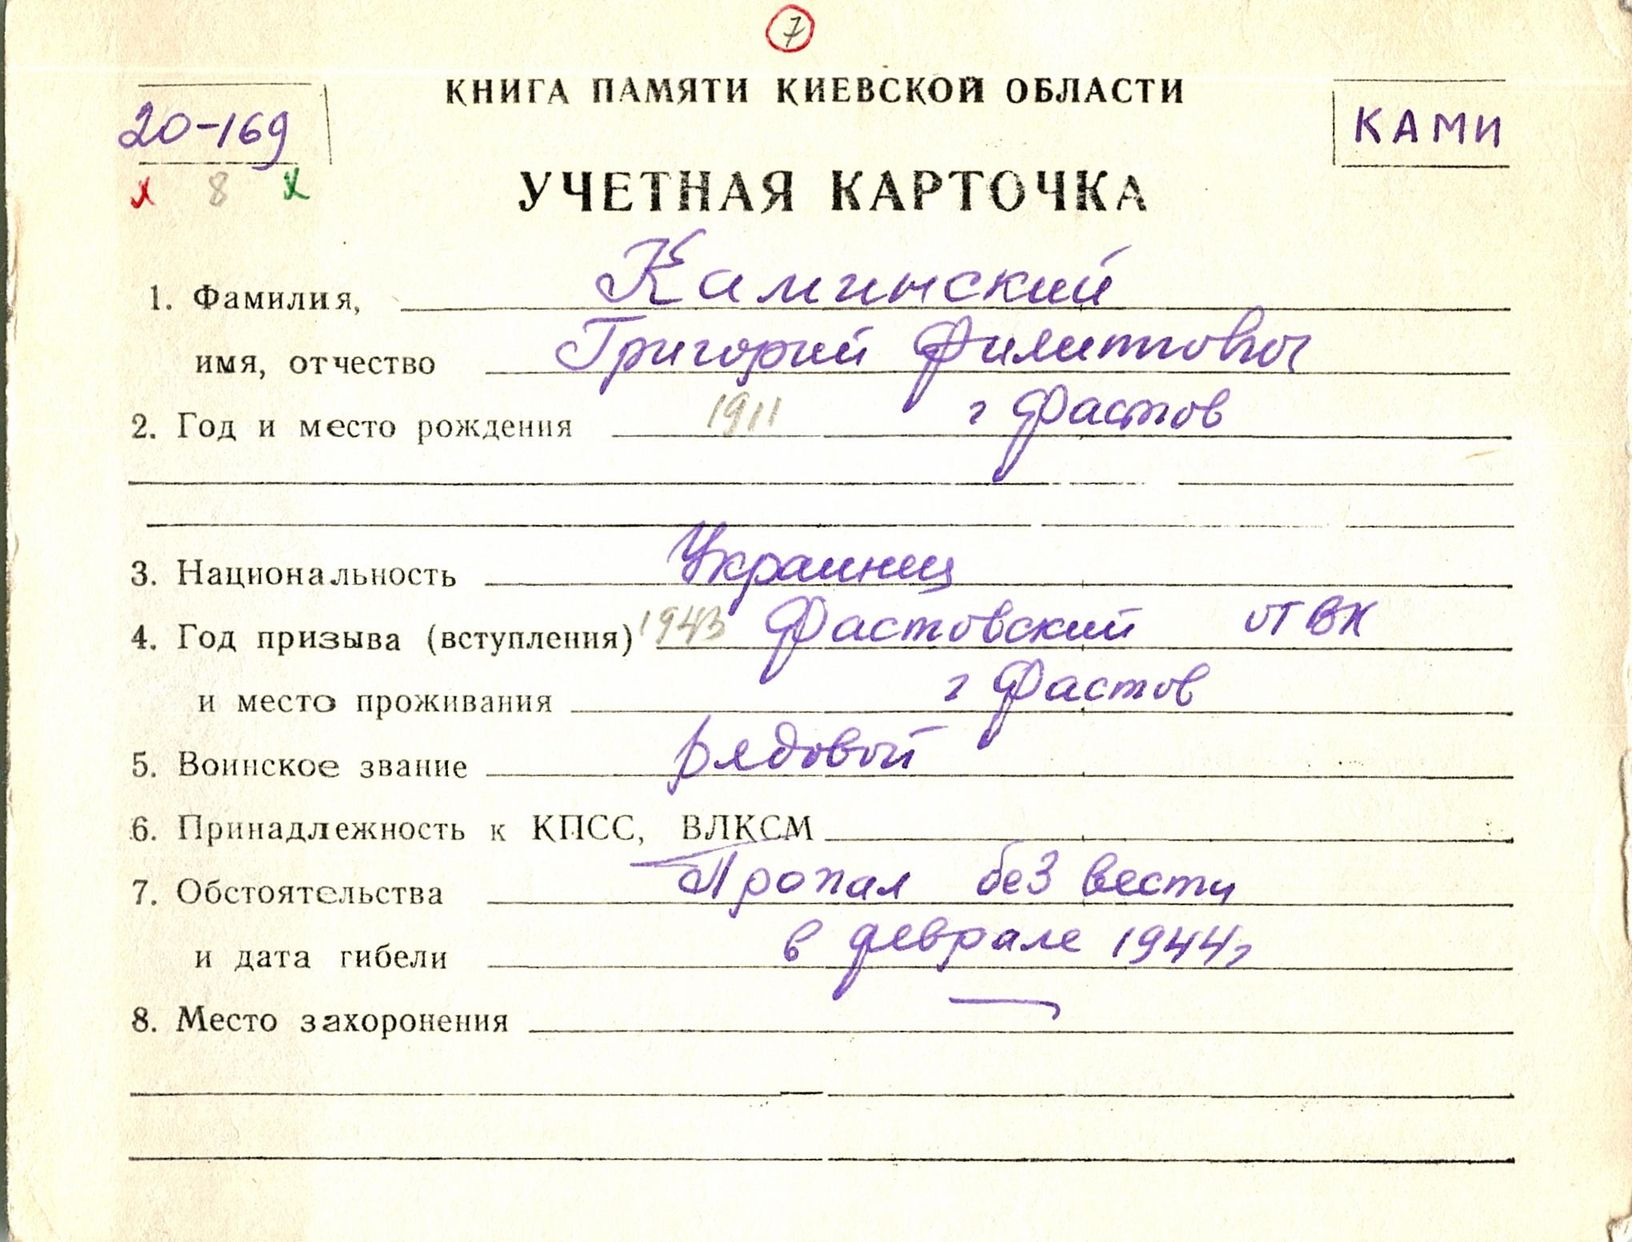 7
КНИГА ПАМЯТИ КИЕВСКОЙ ОБЛАСТИ
20-169
КАМИ
х 8 х
УЧЕТНАЯ КАРТОЧКА
1. Фамилия, Каминский
имя, отчество Григорий Филиппович
2. Год и место рождения 1911 г Фастов
3. Национальность Украинец
4. Год призыва (вступления) 1943 Фастовский ОГВК
и место проживания г Фастов
5. Воинское звание рядовой
6. Принадлежность к КПСС, ВЛКСМ
7. Обстоятельства Пропал без вести
и дата гибели в феврале 1944г
8. Место захоронения